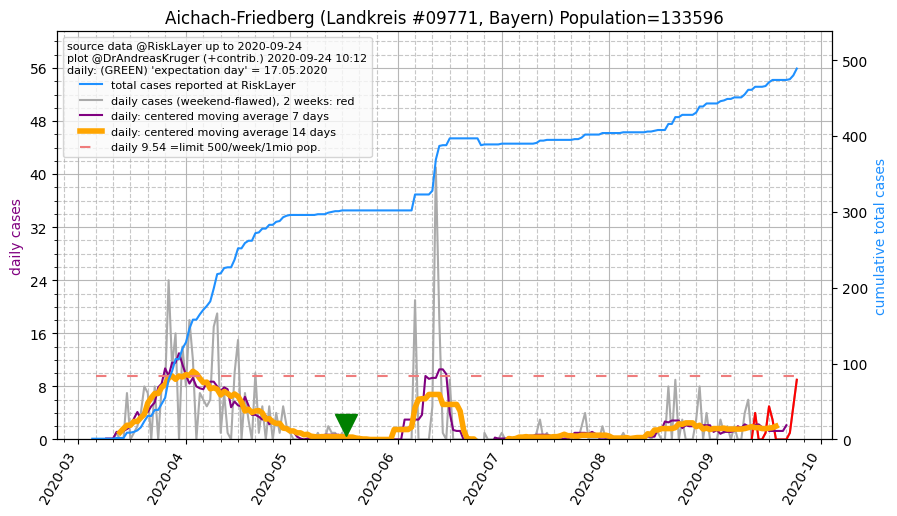 Aichach-Friedberg (Landkreis #09771, Bayern) Population=133596
source data @RiskLayer up to 2020-09-24
plot @DrAndreasKruger (+contrib.) 2020-09-24 10:12
daily: (GREEN) 'expectation day' = 17.05.2020
total cases reported at RiskLayer
daily cases (weekend-flawed), 2 weeks: red
daily: centered moving average 7 days
daily: centered moving average 14 days
daily 9.54 =limit 500/week/1mio pop.
daily cases
56
48
40
32
24
16
8
0
cumulative total cases
500
400
300
200
100
0
2020-03
2020-04
2020-05
2020-06
2020-07
2020-08
2020-09
2020-10